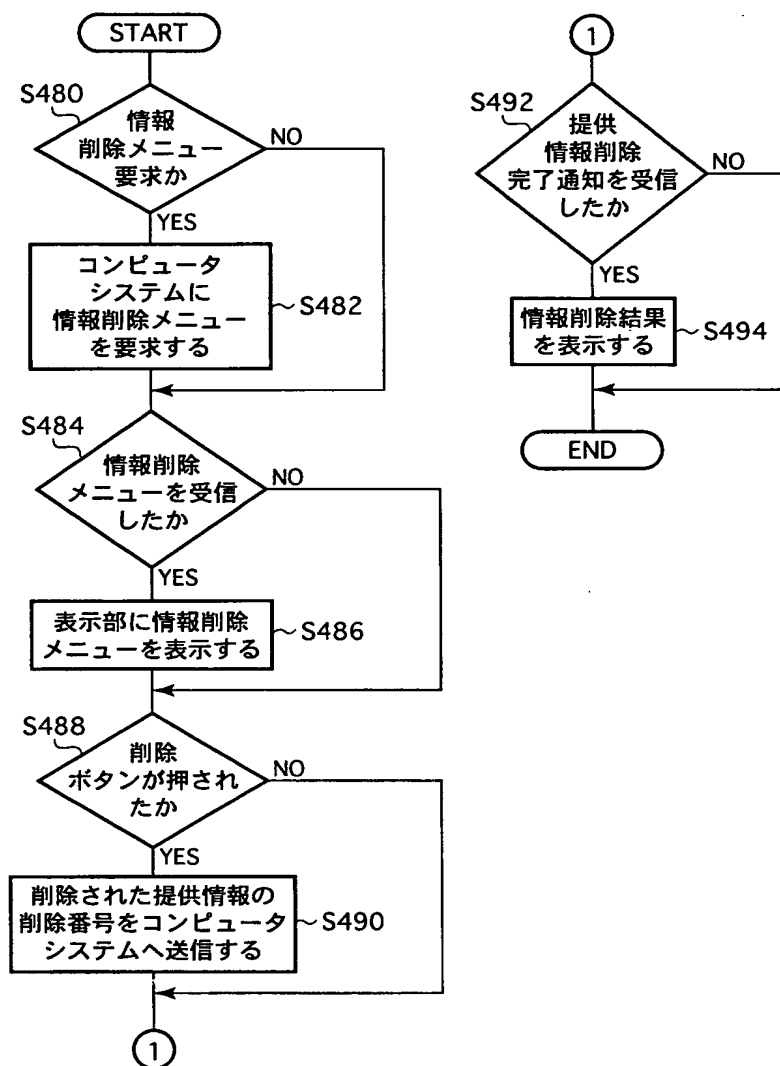 START
S480
情報
削除メニュー
要求か
NO
YES
コンピュータ
システムに
情報削除メニュー
を要求する
S482
S484
情報削除
メニューを受信
したか
NO
YES
表示部に情報削除
メニューを表示する
S486
S488
削除
ボタンが押され
たか
NO
YES
削除された提供情報の
削除番号をコンピュータ
システムへ送信する
S490
1
1
S492
提供
情報削除
完了通知を受信
したか
NO
YES
情報削除結果
を表示する
S494
END